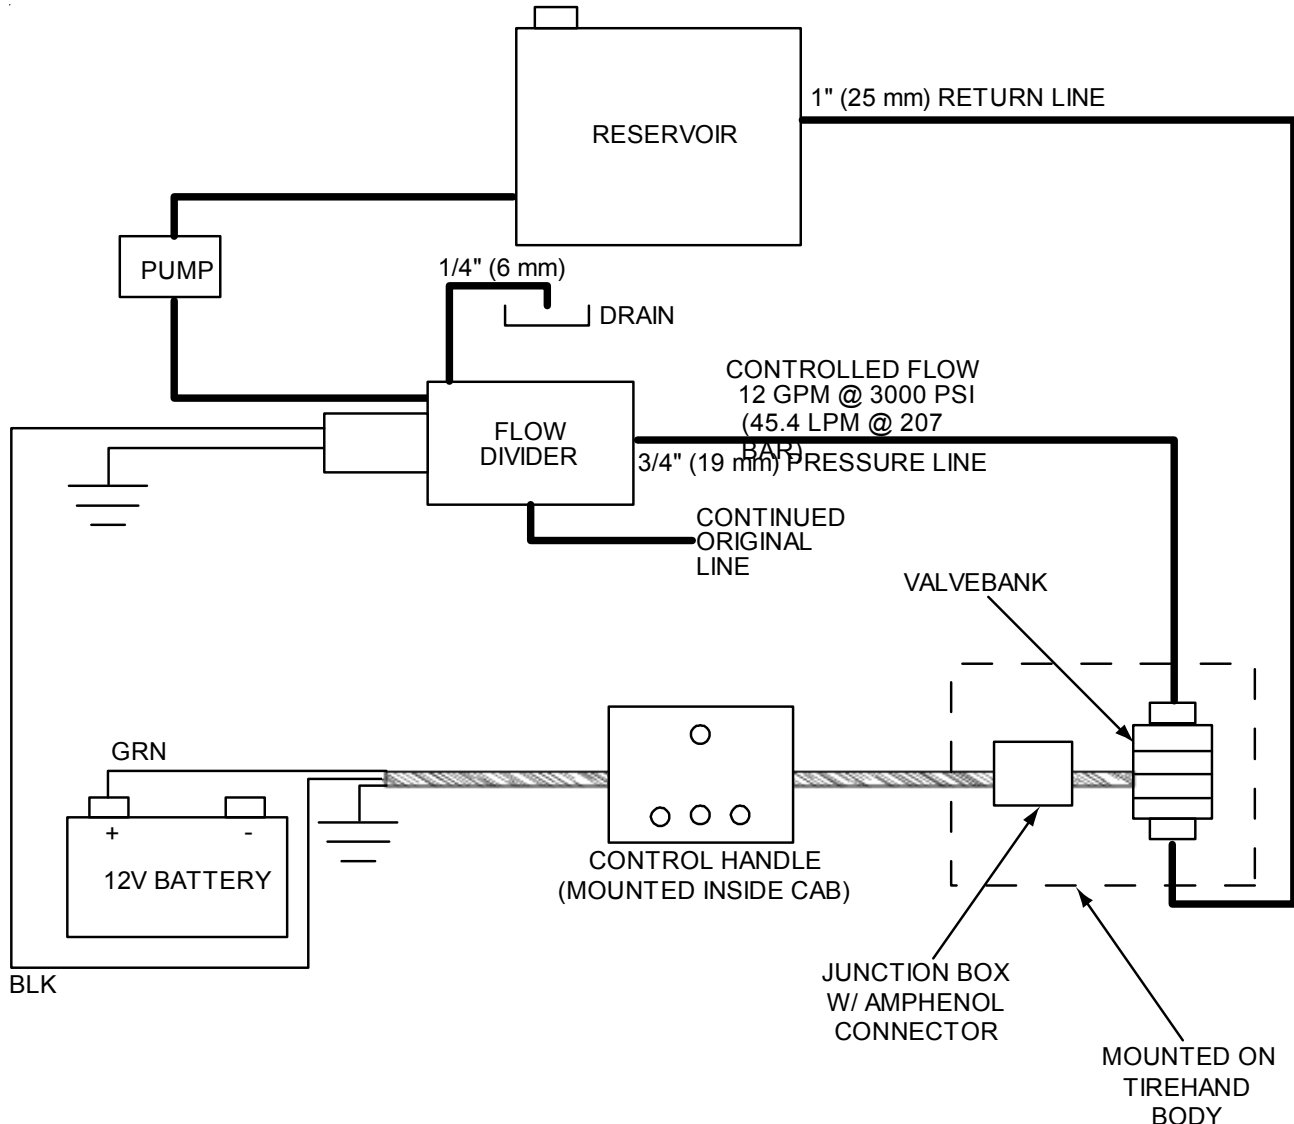 1" (25 mm) RETURN LINE
RESERVOIR
PUMP
1/4" (6 mm)
DRAIN
CONTROLLED FLOW
12 GPM @ 3000 PSI
(45.4 LPM @ 207
BAR)
3/4" (19 mm) PRESSURE LINE
FLOW
DIVIDER
CONTINUED
ORIGINAL
LINE
VALVEBANK
GRN
+ -
12V BATTERY
BLK
CONTROL HANDLE
(MOUNTED INSIDE CAB)
JUNCTION BOX
W/ AMPHENOL
CONNECTOR
MOUNTED ON
TIREHAND
BODY